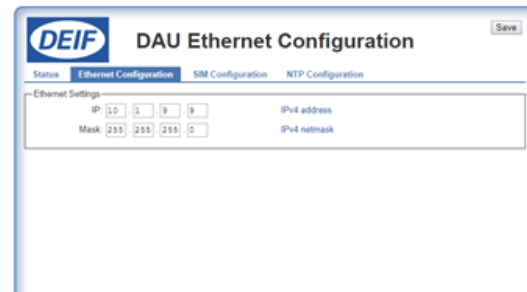 DEIF
DAU Ethernet Configuration
Save
Status Ethernet Configuration SIM Configuration NTP Configuration
Ethernet Settings
IP: 10 . 1 . 9 . 9 IPv4 address
Mask: 255 . 255 . 255 . 0 IPv4 netmask